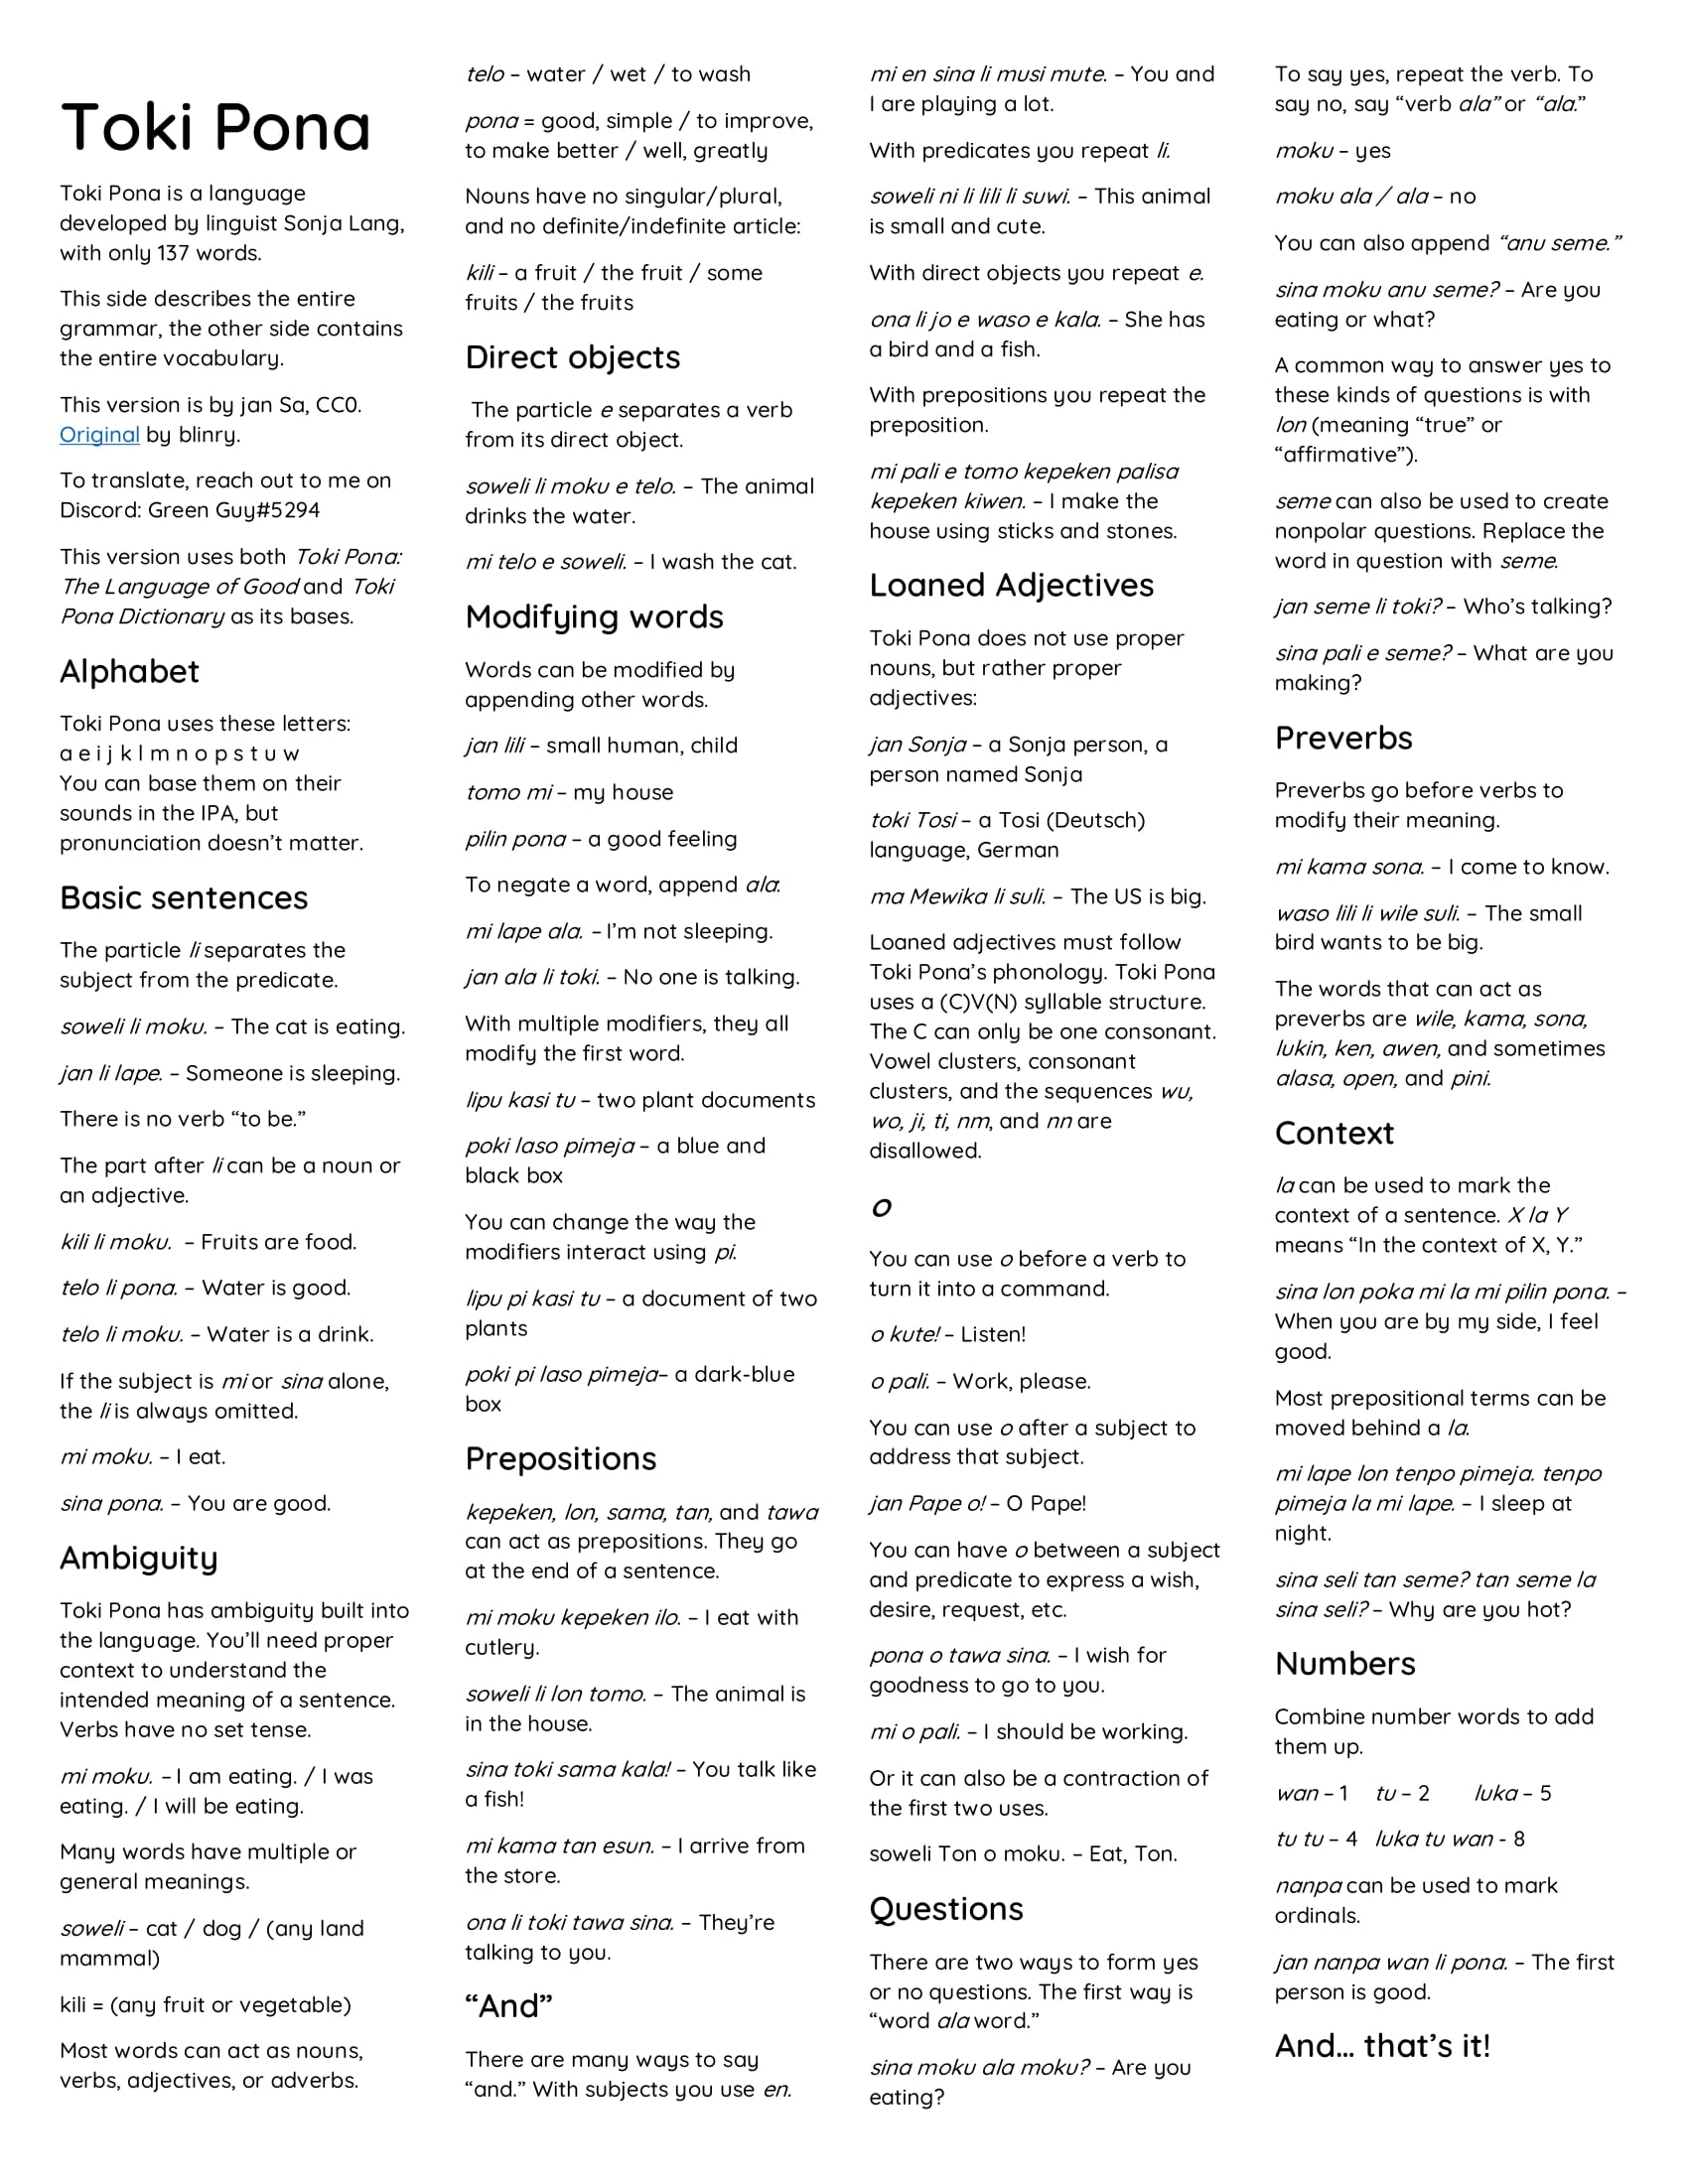 Toki Pona
Toki Pona is a language
developed by linguist Sonja Lang,
with only 137 words.
This side describes the entire
grammar, the other side contains
the entire vocabulary.
This version is by jan Sa, CC0.
Original by blinry.
To translate, reach out to me on
Discord: Green Guy#5294
This version uses both Toki Pona:
The Language of Good and Toki
Pona Dictionary as its bases.
Alphabet
Toki Pona uses these letters:
a e i j k l m n o p s t u w
You can base them on their
sounds in the IPA, but
pronunciation doesn’t matter.
Basic sentences
The particle li separates the
subject from the predicate.
soweli li moku. – The cat is eating.
jan li lape. – Someone is sleeping.
There is no verb “to be.”
The part after li can be a noun or
an adjective.
kili li moku. – Fruits are food.
telo li pona. – Water is good.
telo li moku. – Water is a drink.
If the subject is mi or sina alone,
the li is always omitted.
mi moku. – I eat.
sina pona. – You are good.
Ambiguity
Toki Pona has ambiguity built into
the language. You’ll need proper
context to understand the
intended meaning of a sentence.
Verbs have no set tense.
mi moku. – I am eating. / I was
eating. / I will be eating.
Many words have multiple or
general meanings.
soweli – cat / dog / (any land
mammal)
kili = (any fruit or vegetable)
Most words can act as nouns,
verbs, adjectives, or adverbs.
telo – water / wet / to wash
pona = good, simple / to improve,
to make better / well, greatly
Nouns have no singular/plural,
and no definite/indefinite article:
kili – a fruit / the fruit / some
fruits / the fruits
Direct objects
The particle e separates a verb
from its direct object.
soweli li moku e telo. – The animal
drinks the water.
mi telo e soweli. – I wash the cat.
Modifying words
Words can be modified by
appending other words.
jan lili – small human, child
tomo mi – my house
pilin pona – a good feeling
To negate a word, append ala:
mi lape ala. – I’m not sleeping.
jan ala li toki. – No one is talking.
With multiple modifiers, they all
modify the first word.
lipu kasi tu – two plant documents
poki laso pimeja – a blue and
black box
You can change the way the
modifiers interact using pi.
lipu pi kasi tu – a document of two
plants
poki pi laso pimeja– a dark-blue
box
Prepositions
kepeken, lon, sama, tan, and tawa
can act as prepositions. They go
at the end of a sentence.
mi moku kepeken ilo. – I eat with
cutlery.
soweli li lon tomo. – The animal is
in the house.
sina toki sama kala! – You talk like
a fish!
mi kama tan esun. – I arrive from
the store.
ona li toki tawa sina. – They’re
talking to you.
“And”
There are many ways to say
“and.” With subjects you use en.
mi en sina li musi mute. – You and
I are playing a lot.
With predicates you repeat li.
soweli ni li lili li suwi. – This animal
is small and cute.
With direct objects you repeat e.
ona li jo e waso e kala. – She has
a bird and a fish.
With prepositions you repeat the
preposition.
mi pali e tomo kepeken palisa
kepeken kiwen. – I make the
house using sticks and stones.
Loaned Adjectives
Toki Pona does not use proper
nouns, but rather proper
adjectives:
jan Sonja – a Sonja person, a
person named Sonja
toki Tosi – a Tosi (Deutsch)
language, German
ma Mewika li suli. – The US is big.
Loaned adjectives must follow
Toki Pona’s phonology. Toki Pona
uses a (C)V(N) syllable structure.
The C can only be one consonant.
Vowel clusters, consonant
clusters, and the sequences wu,
wo, ji, ti, nm, and nn are
disallowed.
o
You can use o before a verb to
turn it into a command.
o kute! – Listen!
o pali. – Work, please.
You can use o after a subject to
address that subject.
jan Pape o! – O Pape!
You can have o between a subject
and predicate to express a wish,
desire, request, etc.
pona o tawa sina. – I wish for
goodness to go to you.
mi o pali. – I should be working.
Or it can also be a contraction of
the first two uses.
soweli Ton o moku. – Eat, Ton.
Questions
There are two ways to form yes
or no questions. The first way is
“word ala word.”
sina moku ala moku? – Are you
eating?
To say yes, repeat the verb. To
say no, say “verb ala” or “ala.”
moku – yes
moku ala / ala – no
You can also append “anu seme.”
sina moku anu seme? – Are you
eating or what?
A common way to answer yes to
these kinds of questions is with
lon (meaning “true” or
“affirmative”).
seme can also be used to create
nonpolar questions. Replace the
word in question with seme.
jan seme li toki? – Who’s talking?
sina pali e seme? – What are you
making?
Preverbs
Preverbs go before verbs to
modify their meaning.
mi kama sona. – I come to know.
waso lili li wile suli. – The small
bird wants to be big.
The words that can act as
preverbs are wile, kama, sona,
lukin, ken, awen, and sometimes
alasa, open, and pini.
Context
la can be used to mark the
context of a sentence. X la Y
means “In the context of X, Y.”
sina lon poka mi la mi pilin pona. –
When you are by my side, I feel
good.
Most prepositional terms can be
moved behind a la.
mi lape lon tenpo pimeja. tenpo
pimeja la mi lape. – I sleep at
night.
sina seli tan seme? tan seme la
sina seli? – Why are you hot?
Numbers
Combine number words to add
them up.
wan – 1 tu – 2 luka – 5
tu tu – 4 luka tu wan - 8
nanpa can be used to mark
ordinals.
jan nanpa wan li pona. – The first
person is good.
And... that’s it!